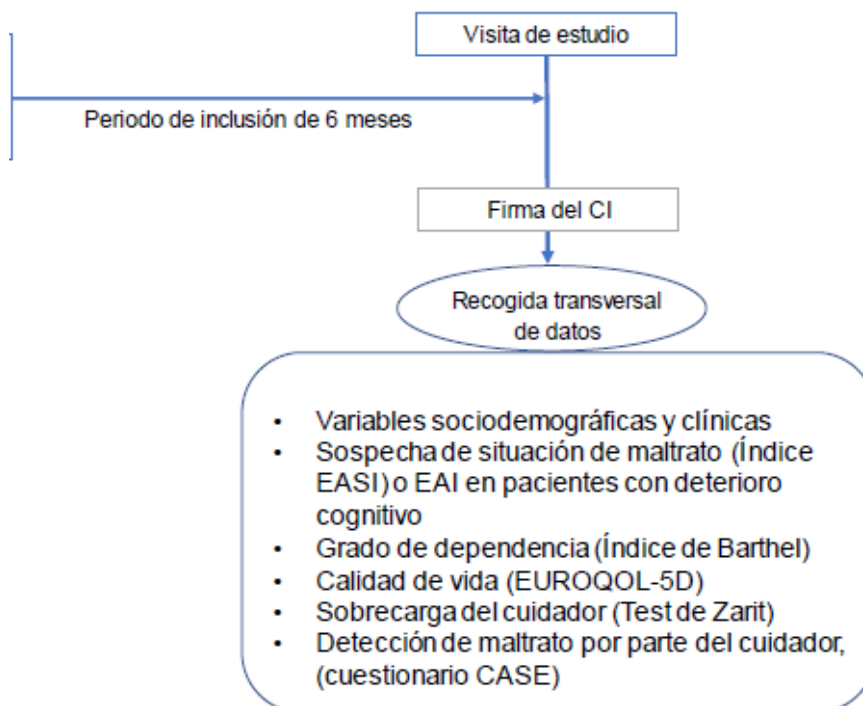 Visita de estudio
Periodo de inclusión de 6 meses
Firma del CI
Recogida transversal
de datos
• Variables sociodemográficas y clínicas
• Sospecha de situación de maltrato (Índice
EASI) o EAI en pacientes con deterioro
cognitivo
• Grado de dependencia (Índice de Barthel)
• Calidad de vida (EUROQOL-5D)
• Sobrecarga del cuidador (Test de Zarit)
• Detección de maltrato por parte del cuidador,
(cuestionario CASE)